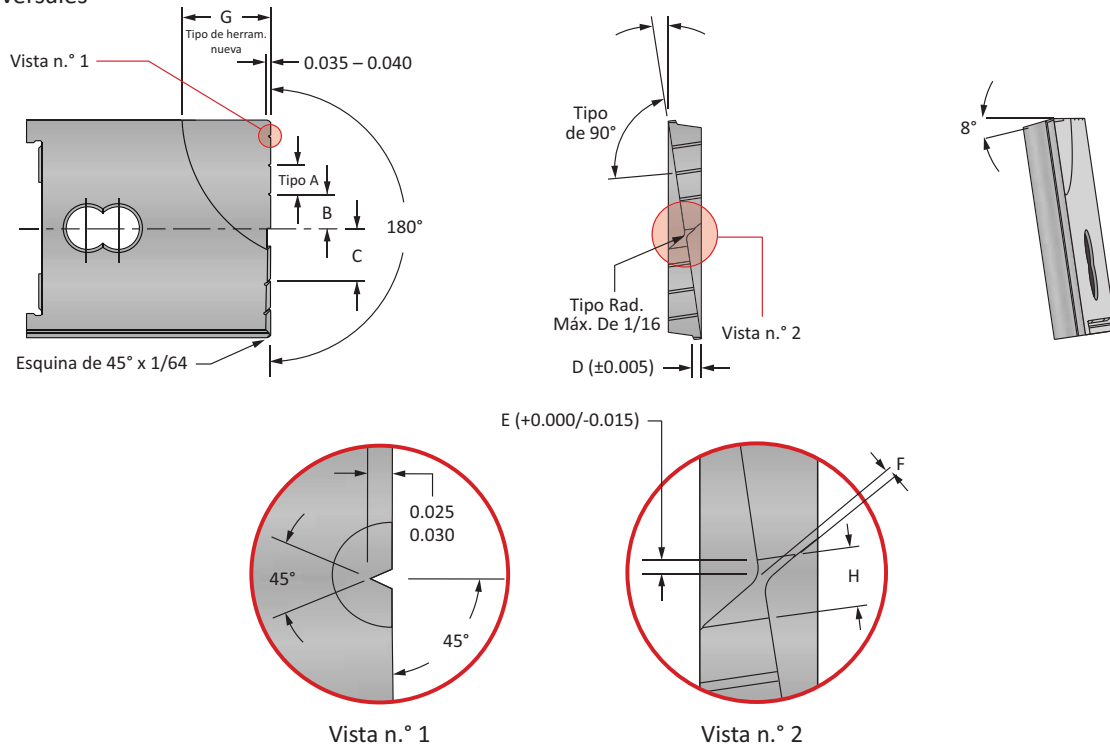 G
Tipo de herram.
nueva
Vista n.° 1
0.035 – 0.040
Tipo A
B
C
180°
Esquina de 45° x 1/64
Tipo
de 90°
Tipo Rad.
Máx. De 1/16
Vista n.° 2
D (±0.005)
8°
E (+0.000/-0.015)
0.025
0.030
45°
45°
F
H
Vista n.° 1
Vista n.° 2